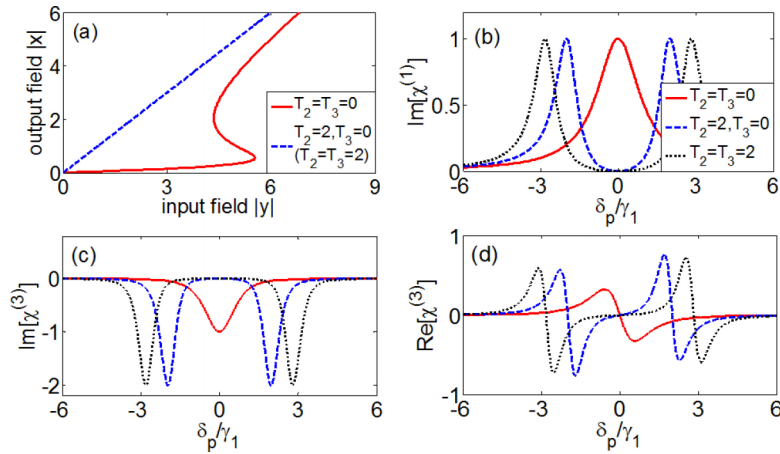 (a)
output field |x|
6
4
2
0
0 3 6 9
input field |y|
T₂=T₃=0
T₂=2,T₃=0
(T₂=T₃=2)
(b)
Im[χ⁽¹⁾]
1
0.5
0
-6 -3 0 3 6
δₚ/γ₁
T₂=T₃=0
T₂=2,T₃=0
T₂=T₃=2
(c)
Im[χ⁽³⁾]
0
-1
-2
-6 -3 0 3 6
δₚ/γ₁
(d)
Re[χ⁽³⁾]
1
0
-1
-6 -3 0 3 6
δₚ/γ₁